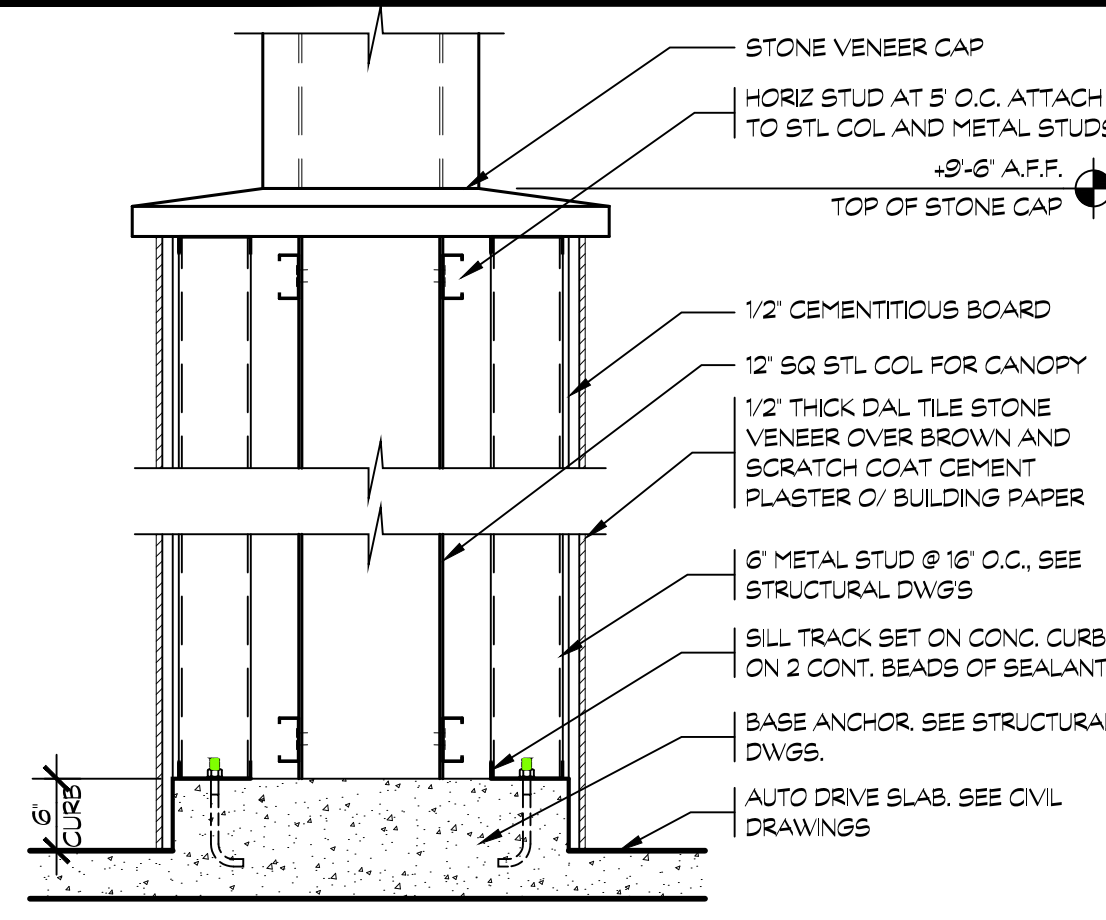 STONE VENEER CAP
HORIZ STUD AT 5' O.C. ATTACH
TO STL COL AND METAL STUDS
+9'-6" A.F.F.
TOP OF STONE CAP
1/2" CEMENTITIOUS BOARD
12" SQ STL COL FOR CANOPY
1/2" THICK DAL TILE STONE
VENEER OVER BROWN AND
SCRATCH COAT CEMENT
PLASTER O/ BUILDING PAPER
6" METAL STUD @ 16" O.C., SEE
STRUCTURAL DWG'S
SILL TRACK SET ON CONC. CURB
ON 2 CONT. BEADS OF SEALANT
BASE ANCHOR. SEE STRUCTURAL
DWGS.
AUTO DRIVE SLAB. SEE CIVIL
DRAWINGS
6"
CURB